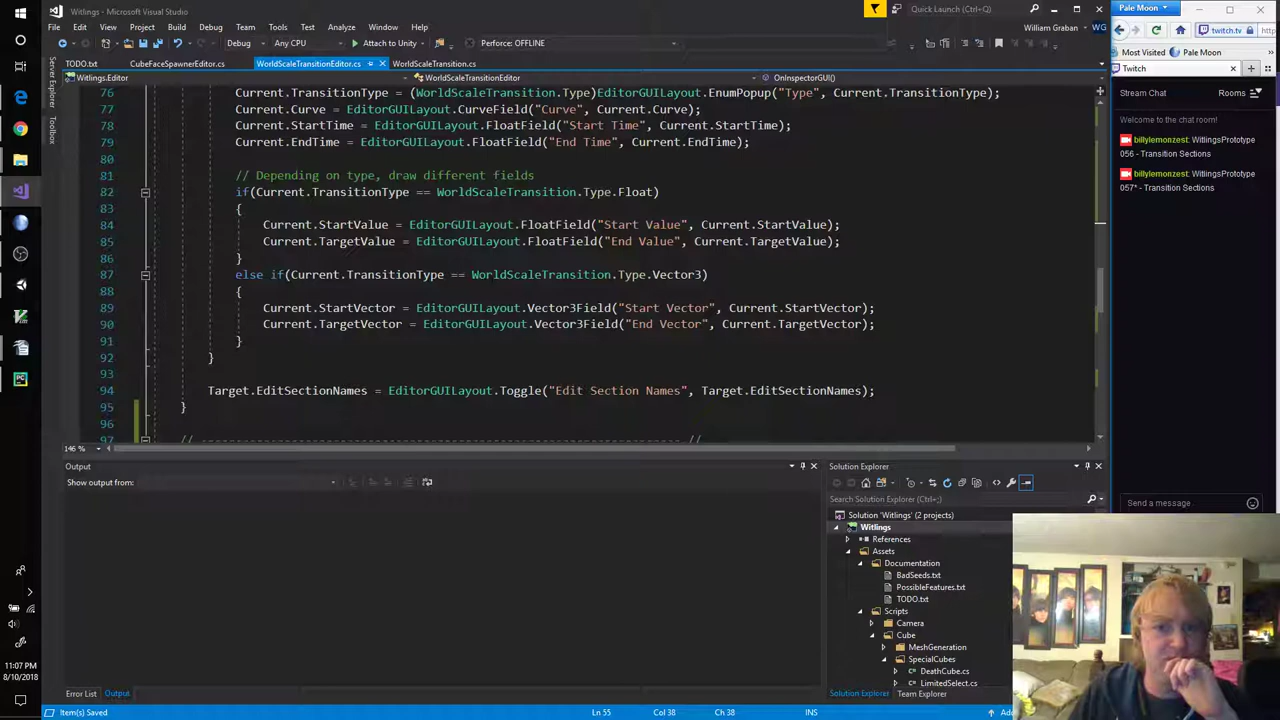 Witlings - Microsoft Visual Studio
Quick Launch (Ctrl+Q)
Pale Moon
File Edit View Project Build Debug Team Tools Test Analyze Window Help
William Graban WG
Debug Any CPU Attach to Unity Perforce: OFFLINE
twitch.tv
Most Visited Pale Moon
TODO.txt CubeFaceSpawnerEditor.cs WorldScaleTransitionEditor.cs WorldScaleTransition.cs
Twitch
Witlings.Editor WorldScaleTransitionEditor OnInspectorGUI()
Server Explorer
Toolbox
76 Current.TransitionType = (WorldScaleTransition.Type)EditorGUILayout.EnumPopup("Type", Current.TransitionType);
77 Current.Curve = EditorGUILayout.CurveField("Curve", Current.Curve);
78 Current.StartTime = EditorGUILayout.FloatField("Start Time", Current.StartTime);
79 Current.EndTime = EditorGUILayout.FloatField("End Time", Current.EndTime);
80
81 // Depending on type, draw different fields
82 if(Current.TransitionType == WorldScaleTransition.Type.Float)
83 {
84 Current.StartValue = EditorGUILayout.FloatField("Start Value", Current.StartValue);
85 Current.TargetValue = EditorGUILayout.FloatField("End Value", Current.TargetValue);
86 }
87 else if(Current.TransitionType == WorldScaleTransition.Type.Vector3)
88 {
89 Current.StartVector = EditorGUILayout.Vector3Field("Start Vector", Current.StartVector);
90 Current.TargetVector = EditorGUILayout.Vector3Field("End Vector", Current.TargetVector);
91 }
92 }
93
94 Target.EditSectionNames = EditorGUILayout.Toggle("Edit Section Names", Target.EditSectionNames);
95 }
96
97 // -------------------------------------------------------------------- //
146 %
Stream Chat Rooms
Welcome to the chat room!
billylemonzest: WitlingsPrototype
056 - Transition Sections
billylemonzest: WitlingsPrototype
057* - Transition Sections
Send a message
Output
Show output from:
Solution Explorer
Search Solution Explorer (Ctrl+;)
Solution 'Witlings' (2 projects)
Witlings
References
Assets
Documentation
BadSeeds.txt
PossibleFeatures.txt
TODO.txt
Scripts
Camera
Cube
MeshGeneration
SpecialCubes
DeathCube.cs
LimitedSelect.cs
Solution Explorer Team Explorer
Error List Output
Item(s) Saved Ln 55 Col 38 Ch 38 INS
11:07 PM
8/10/2018